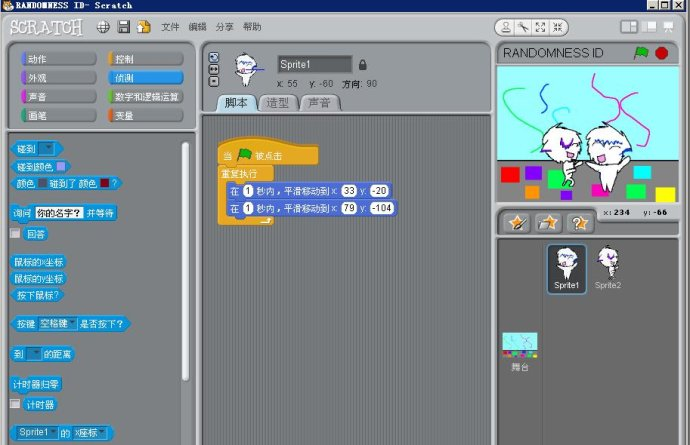 RANDOMNESS ID- Scratch
SCRATCH
文件 编辑 分享 帮助
动作 控制
外观 侦测
声音 数字和逻辑运算
画笔 变量
碰到
碰到颜色
颜色 碰到了 颜色 ?
询问 你的名字? 并等待
回答
鼠标的x坐标
鼠标的y坐标
按下鼠标?
按键 空格键 是否按下?
到 的距离
计时器归零
计时器
Sprite1 的 x座标
Sprite1
x: 55 y: -60 方向: 90
脚本 造型 声音
当 被点击
重复执行
在 1 秒内，平滑移动到 x: 33 y: -20
在 1 秒内，平滑移动到 x: 79 y: -104
RANDOMNESS ID
x: 234 y: -66
Sprite1 Sprite2
舞台